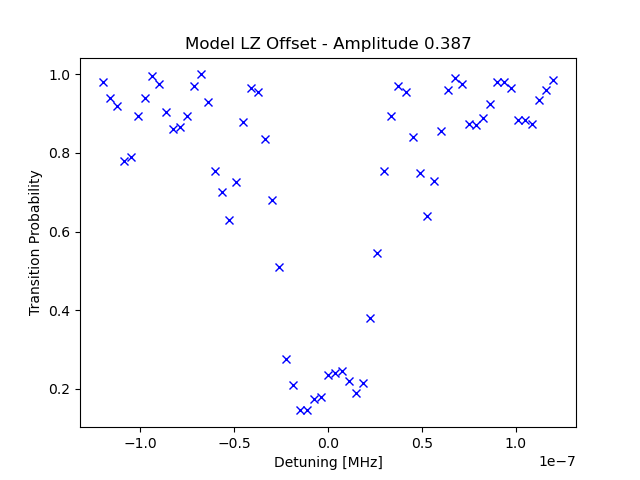 Model LZ Offset - Amplitude 0.387
Transition Probability
1.0
0.8
0.6
0.4
0.2
−1.0 −0.5 0.0 0.5 1.0
1e−7
Detuning [MHz]